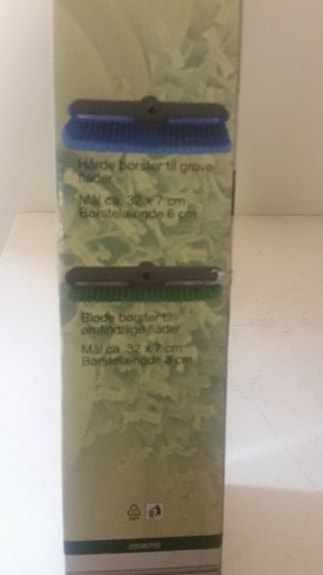 Hårde børster til grove
flader
Mål ca. 32 x 7 cm
Børstelængde 6 cm
Bløde børster til
omfindtlige flader
Mål ca. 32 x 7 cm
Børstelængde 3 cm